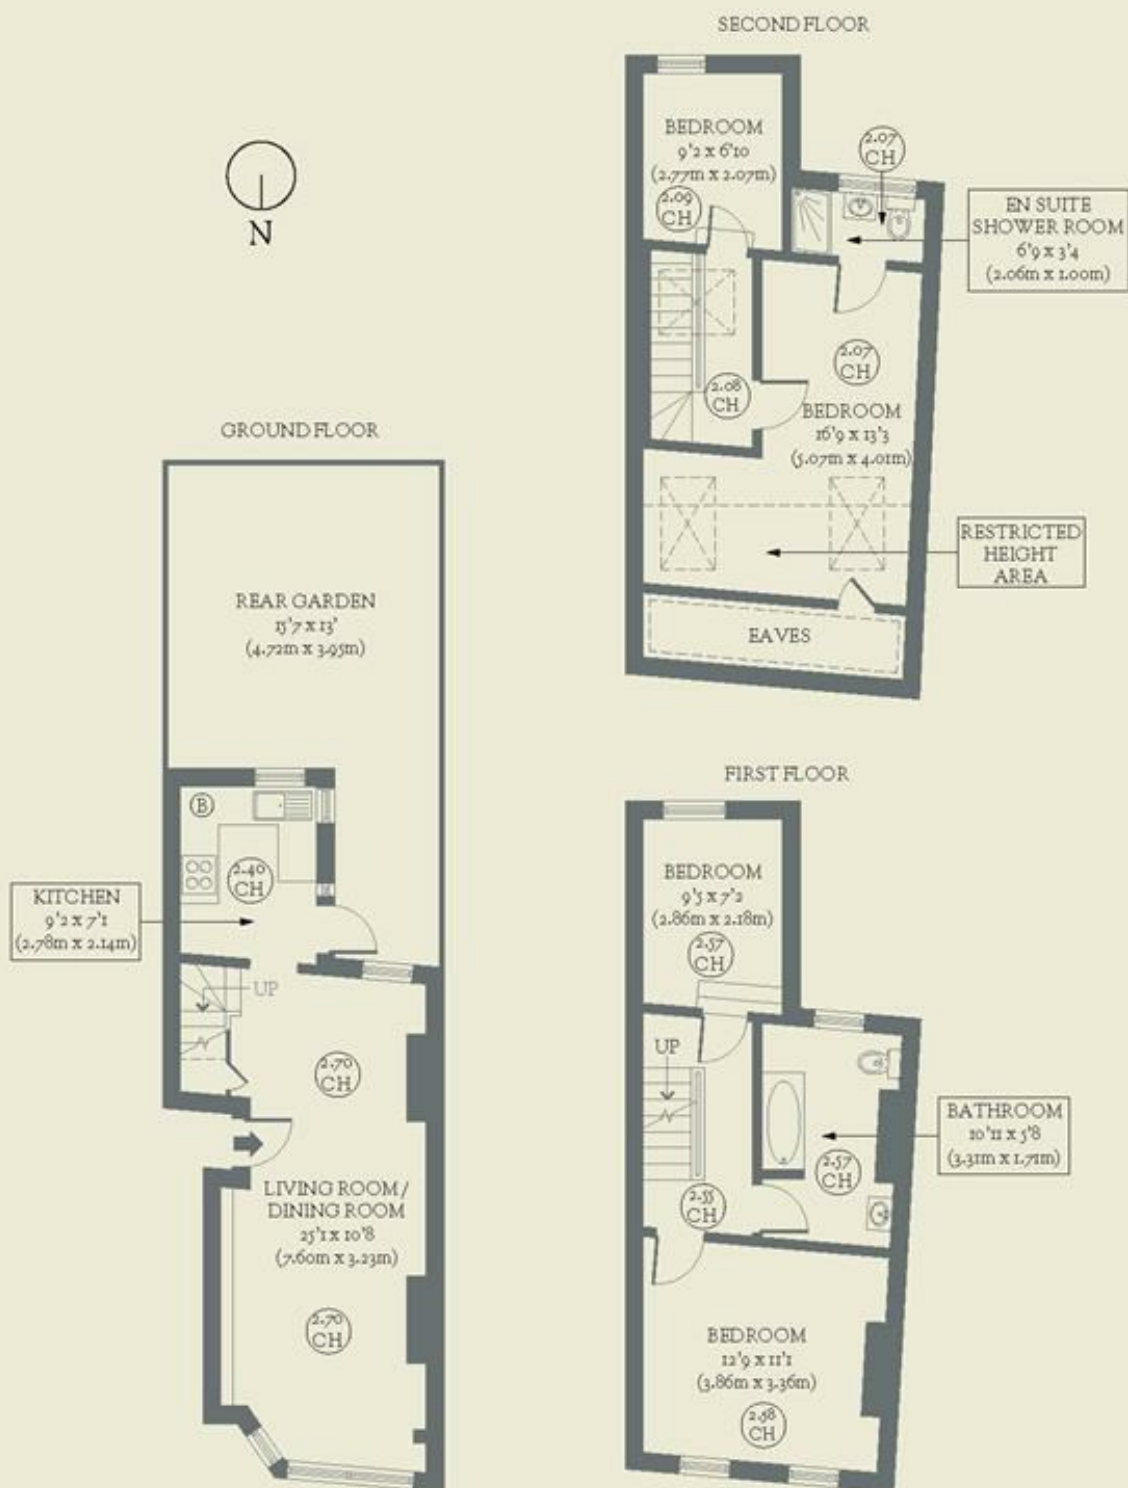 SECOND FLOOR
BEDROOM
9'2 x 6'10
(2.77m x 2.07m)
2.09
CH
2.07
CH
EN SUITE
SHOWER ROOM
6'9 x 3'4
(2.06m x 1.00m)
2.07
CH
2.08
CH
BEDROOM
16'9 x 13'3
(5.07m x 4.01m)
RESTRICTED
HEIGHT
AREA
EAVES
N
GROUND FLOOR
REAR GARDEN
15'7 x 13'
(4.72m x 3.95m)
B
2.40
CH
KITCHEN
9'2 x 7'1
(2.78m x 2.14m)
UP
2.70
CH
LIVING ROOM /
DINING ROOM
25'1 x 10'8
(7.60m x 3.23m)
2.70
CH
FIRST FLOOR
BEDROOM
9'5 x 7'2
(2.86m x 2.18m)
2.57
CH
UP
BATHROOM
10'11 x 5'8
(3.31m x 1.71m)
2.57
CH
2.55
CH
BEDROOM
12'9 x 11'1
(3.86m x 3.36m)
2.58
CH